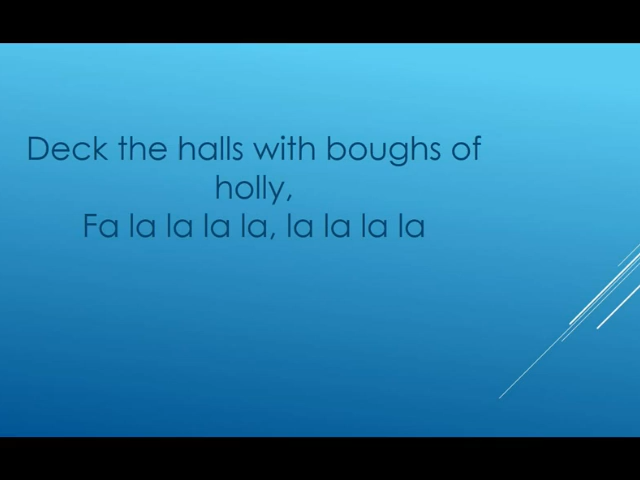 Deck the halls with boughs of
holly,
Fa la la la la, la la la la